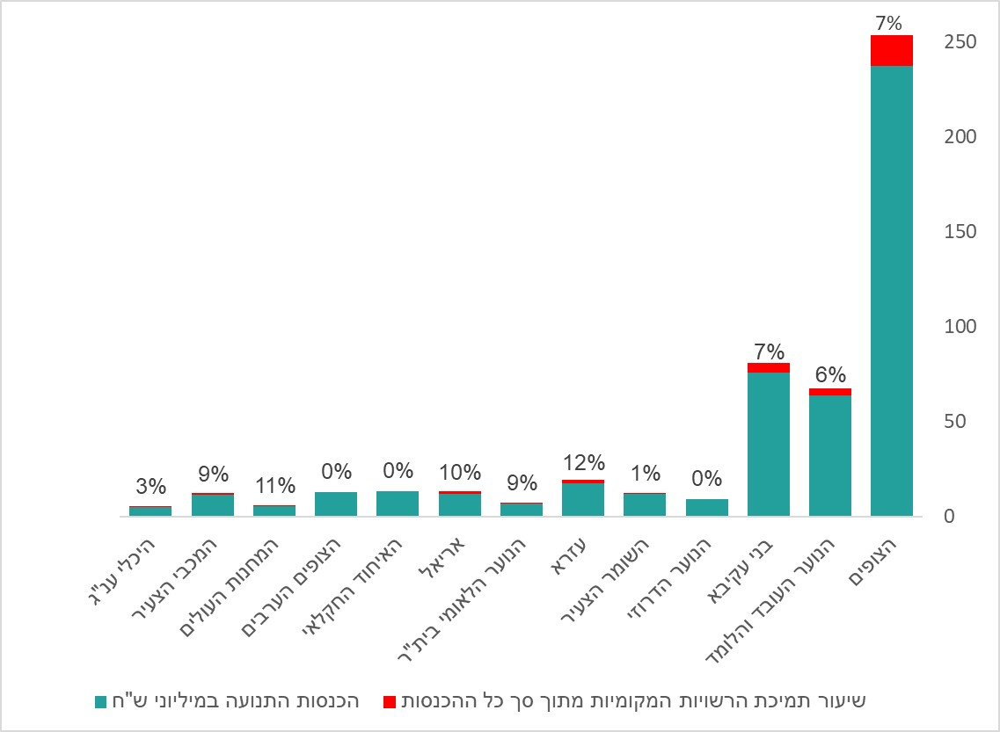 7%
250
200
150
100
50
0
7%
6%
3%
9%
11%
0%
0%
10%
9%
12%
1%
0%
הצופים
הנוער העובד והלומד
בני עקיבא
הנוער הדרוזי
השומר הצעיר
עזרא
הנוער הלאומי בית"ר
אריאל
האיחוד החקלאי
הצופים הערבים
המחנות העולים
המכבי הצעיר
היכלי ענ"ג
שיעור תמיכת הרשויות המקומיות מתוך סך כל ההכנסות
הכנסות התנועה במיליוני ש"ח